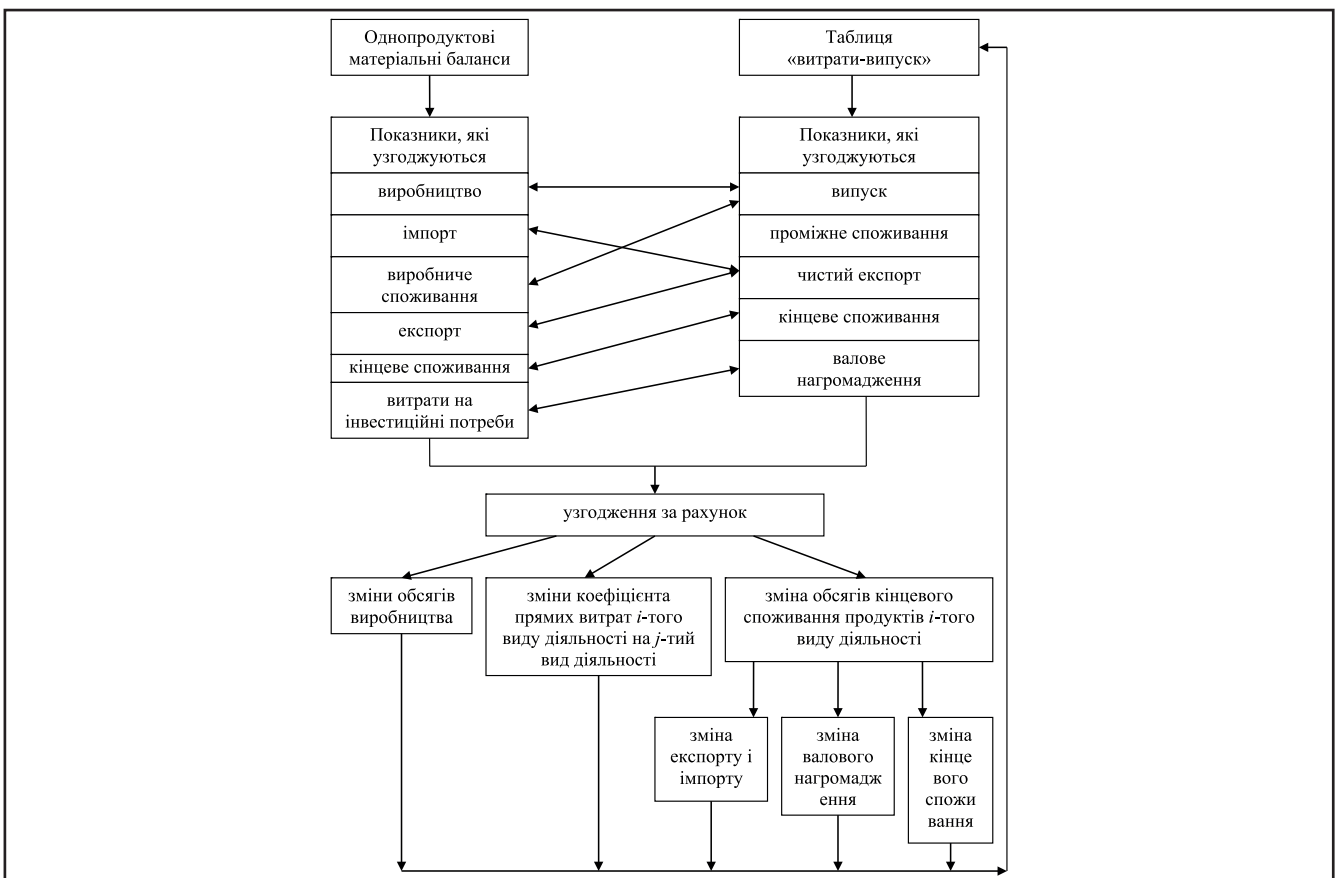 Однопродуктові
матеріальні баланси
Таблиця
«витрати-випуск»
Показники, які
узгоджуються
виробництво
імпорт
виробниче
споживання
експорт
кінцеве споживання
витрати на
інвестиційні потреби
Показники, які
узгоджуються
випуск
проміжне споживання
чистий експорт
кінцеве споживання
валове
нагромадження
узгодження за рахунок
зміни обсягів
виробництва
зміни коефіцієнта
прямих витрат i-того
виду діяльності на j-тий
вид діяльності
зміна обсягів кінцевого
споживання продуктів i-того
виду діяльності
зміна
експорту і
імпорту
зміна
валового
нагромадж
ення
зміна
кінце
вого
спожи
вання